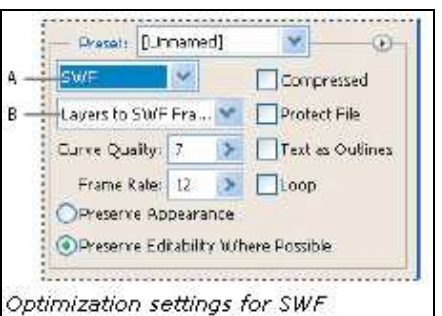 Preset: [Unnamed]
A SWF Compressed
B Layers to SWF Fra... Protect File
Curve Quality: 7 Text as Outlines
Frame Rate: 12 Loop
Preserve Appearance
Preserve Editability Where Possible
Optimization settings for SWF